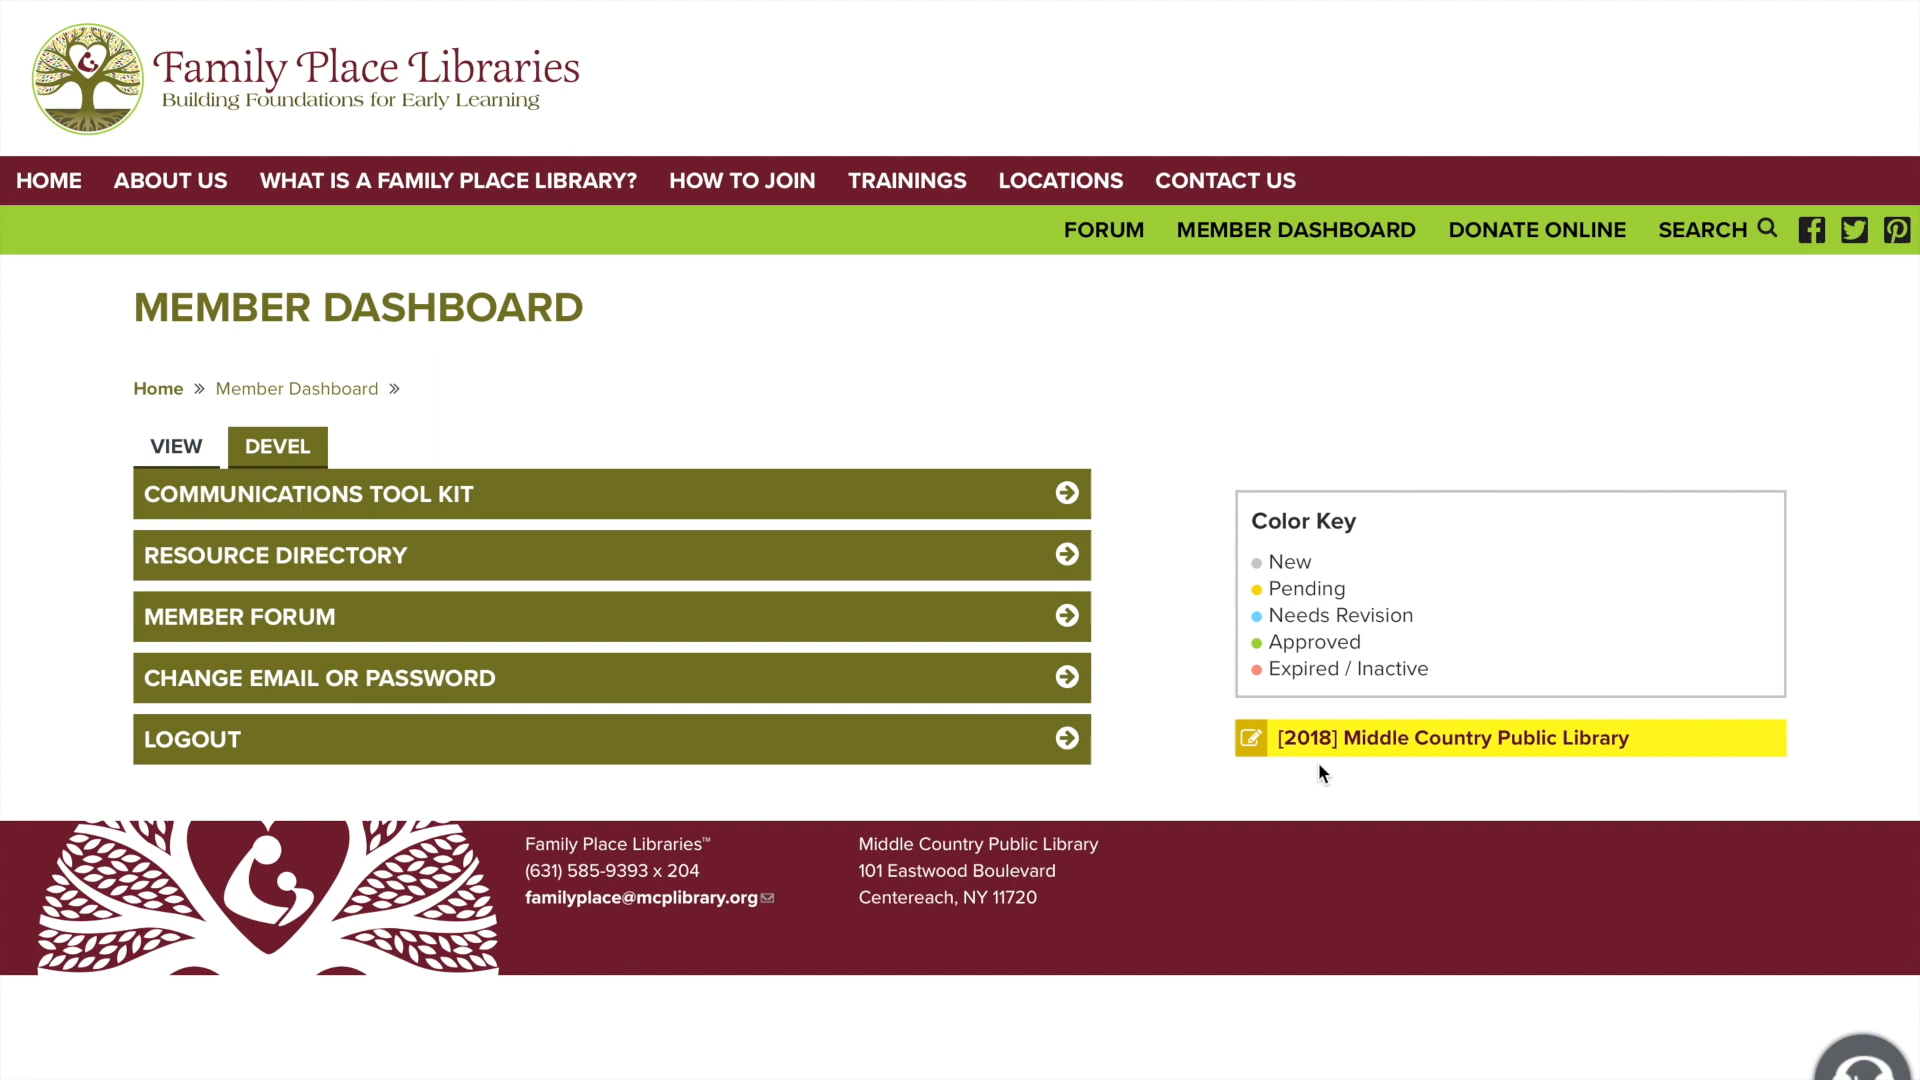 Family Place Libraries
Building Foundations for Early Learning
HOME ABOUT US WHAT IS A FAMILY PLACE LIBRARY? HOW TO JOIN TRAININGS LOCATIONS CONTACT US
FORUM MEMBER DASHBOARD DONATE ONLINE SEARCH
MEMBER DASHBOARD
Home » Member Dashboard »
VIEW DEVEL
COMMUNICATIONS TOOL KIT
RESOURCE DIRECTORY
MEMBER FORUM
CHANGE EMAIL OR PASSWORD
LOGOUT
Color Key
New
Pending
Needs Revision
Approved
Expired / Inactive
[2018] Middle Country Public Library
Family Place Libraries™
(631) 585-9393 x 204
familyplace@mcplibrary.org
Middle Country Public Library
101 Eastwood Boulevard
Centereach, NY 11720